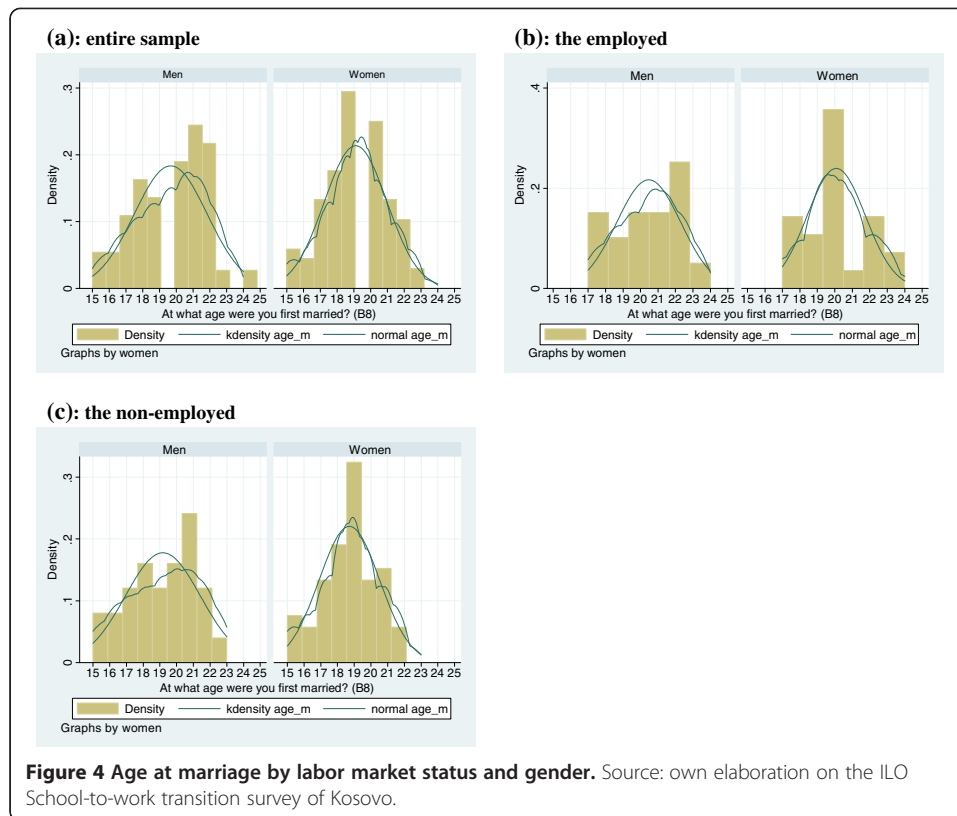 (a): entire sample
Men Women
Density
0 .1 .2 .3
15 16 17 18 19 20 21 22 23 24 25 15 16 17 18 19 20 21 22 23 24 25
At what age were you first married? (B8)
Density kdensity age_m normal age_m
Graphs by women
(b): the employed
Men Women
Density
0 .2 .4
15 16 17 18 19 20 21 22 23 24 25 15 16 17 18 19 20 21 22 23 24 25
At what age were you first married? (B8)
Density kdensity age_m normal age_m
Graphs by women
(c): the non-employed
Men Women
Density
0 .1 .2 .3
15 16 17 18 19 20 21 22 23 24 25 15 16 17 18 19 20 21 22 23 24 25
At what age were you first married? (B8)
Density kdensity age_m normal age_m
Graphs by women
Figure 4 Age at marriage by labor market status and gender. Source: own elaboration on the ILO
School-to-work transition survey of Kosovo.